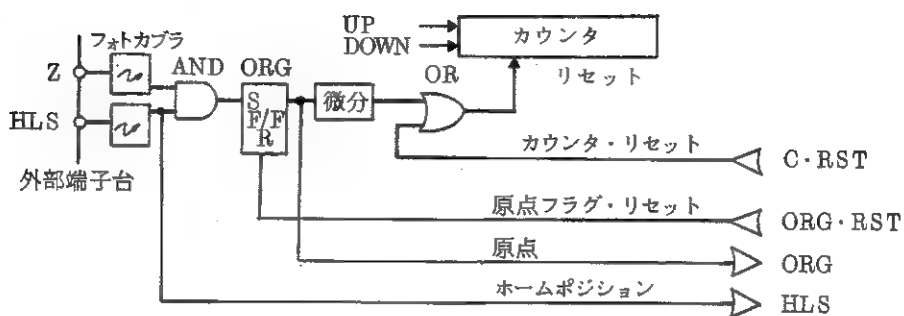 UP
DOWN
カウンタ
フォトカプラ
Z
AND
ORG
OR
リセット
S
F/F
R
微分
HLS
カウンタ・リセット
C・RST
外部端子台
原点フラグ・リセット
ORG・RST
原点
ORG
ホームポジション
HLS